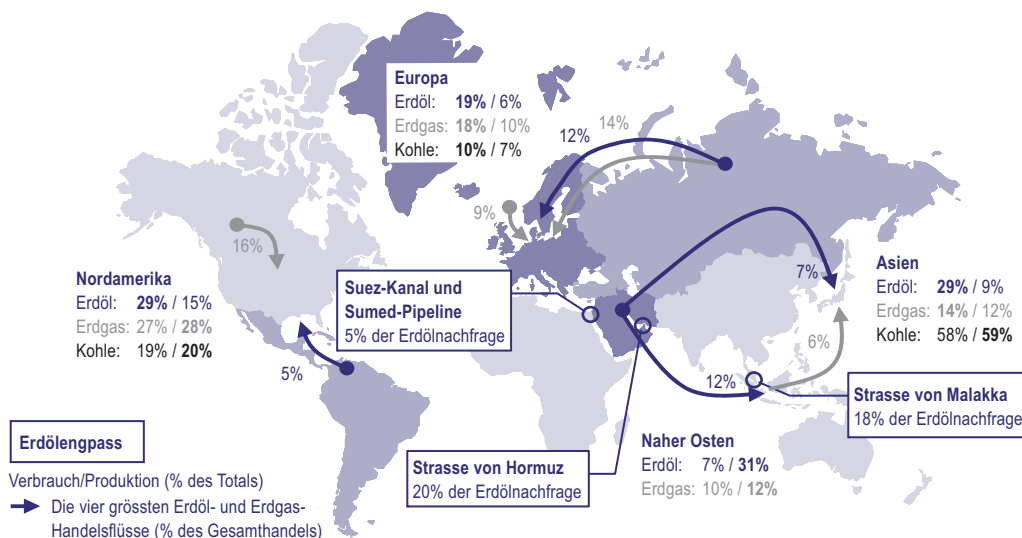 Europa
Erdöl: 19% / 6%
Erdgas: 18% / 10%
Kohle: 10% / 7%
12%
14%
9%
16%
Nordamerika
Erdöl: 29% / 15%
Erdgas: 27% / 28%
Kohle: 19% / 20%
Suez-Kanal und
Sumed-Pipeline
5% der Erdölnachfrage
7%
Asien
Erdöl: 29% / 9%
Erdgas: 14% / 12%
Kohle: 58% / 59%
6%
5%
12%
Strasse von Malakka
18% der Erdölnachfrage
Erdölengpass
Strasse von Hormuz
20% der Erdölnachfrage
Naher Osten
Erdöl: 7% / 31%
Erdgas: 10% / 12%
Verbrauch/Produktion (% des Totals)
Die vier grössten Erdöl- und Erdgas-
Handelsflüsse (% des Gesamthandels)